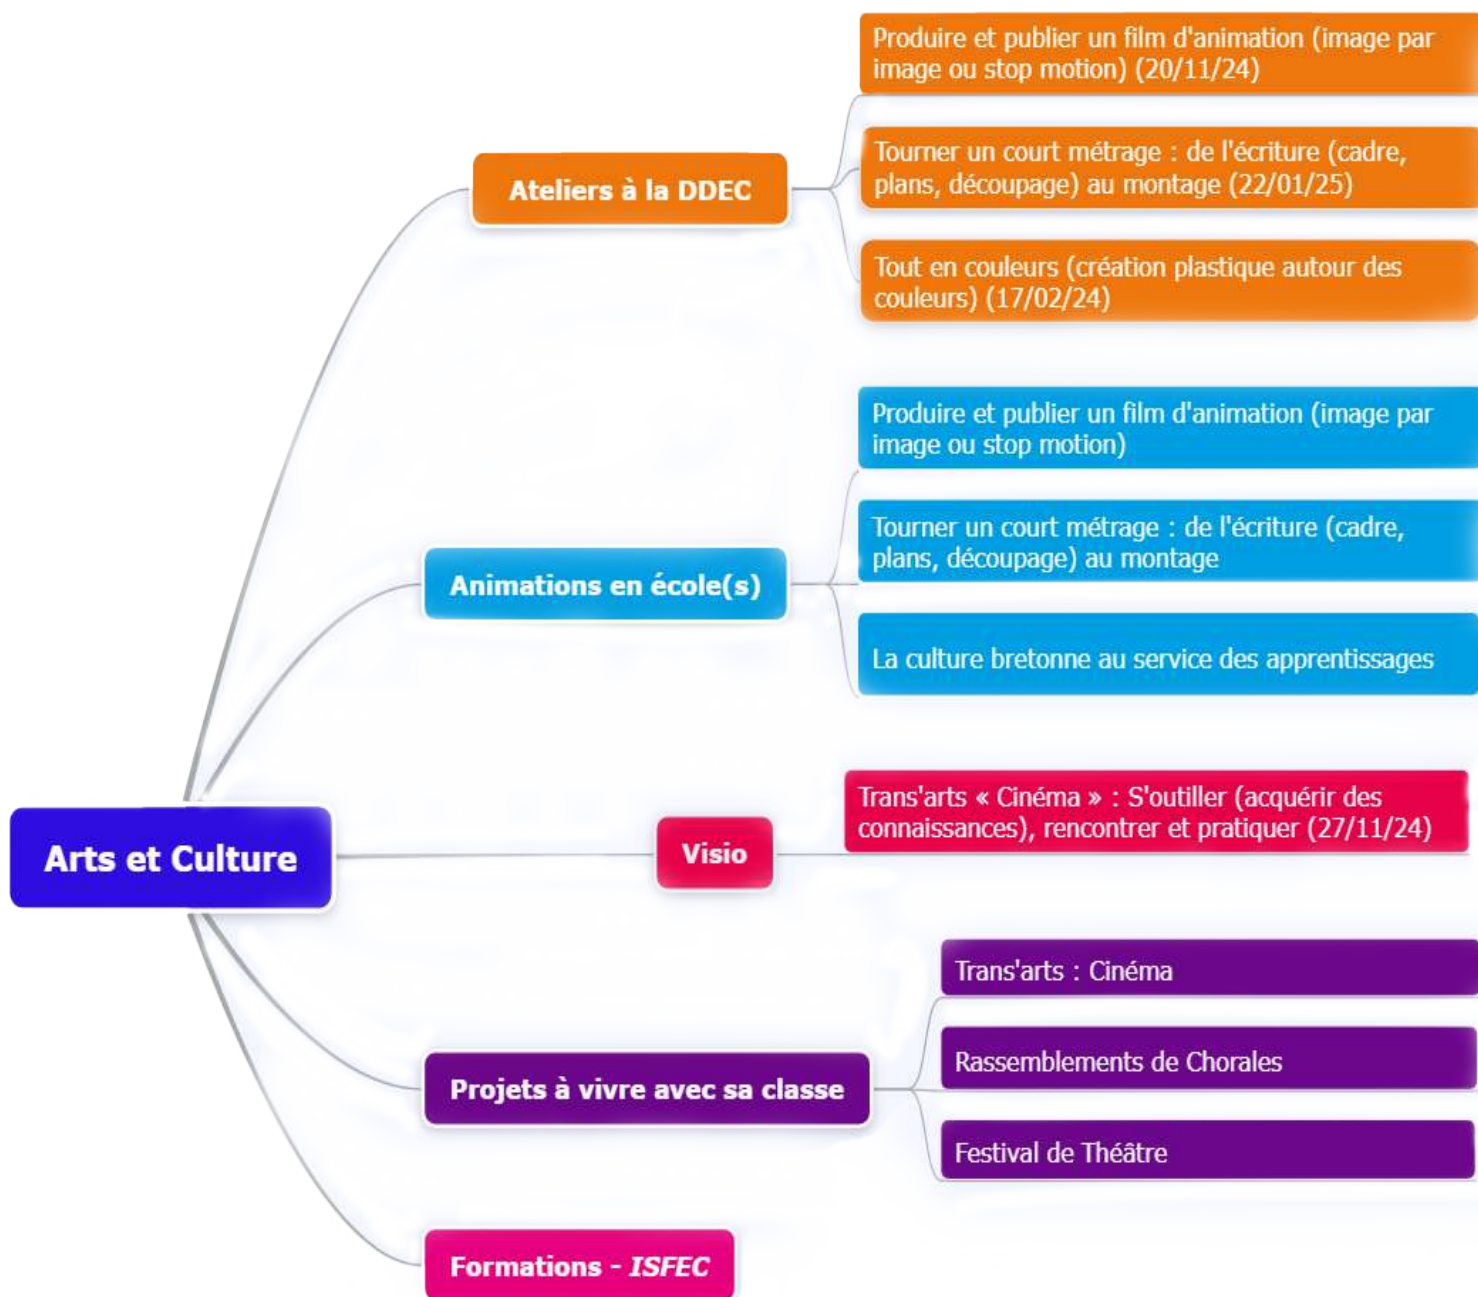 Produire et publier un film d'animation (image par
image ou stop motion) (20/11/24)
Ateliers à la DDEC
Tourner un court métrage : de l'écriture (cadre,
plans, découpage) au montage (22/01/25)
Tout en couleurs (création plastique autour des
couleurs) (17/02/24)
Produire et publier un film d'animation (image par
image ou stop motion)
Animations en école(s)
Tourner un court métrage : de l'écriture (cadre,
plans, découpage) au montage
La culture bretonne au service des apprentissages
Arts et Culture
Visio
Trans'arts « Cinéma » : S'outiller (acquérir des
connaissances), rencontrer et pratiquer (27/11/24)
Projets à vivre avec sa classe
Trans'arts : Cinéma
Rassemblements de Chorales
Festival de Théâtre
Formations - ISFEC